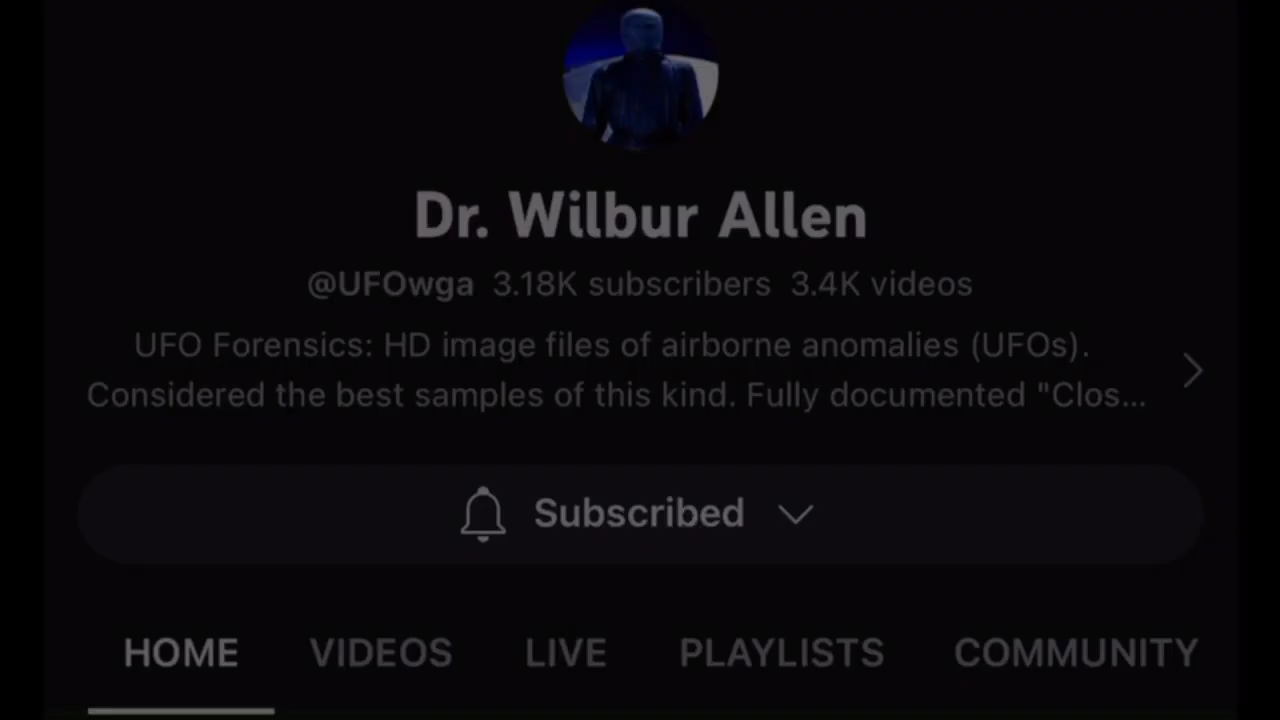 Dr. Wilbur Allen
@UFOwga 3.18K subscribers 3.4K videos
UFO Forensics: HD image files of airborne anomalies (UFOs).
Considered the best samples of this kind. Fully documented "Clos...
Subscribed
HOME VIDEOS LIVE PLAYLISTS COMMUNITY